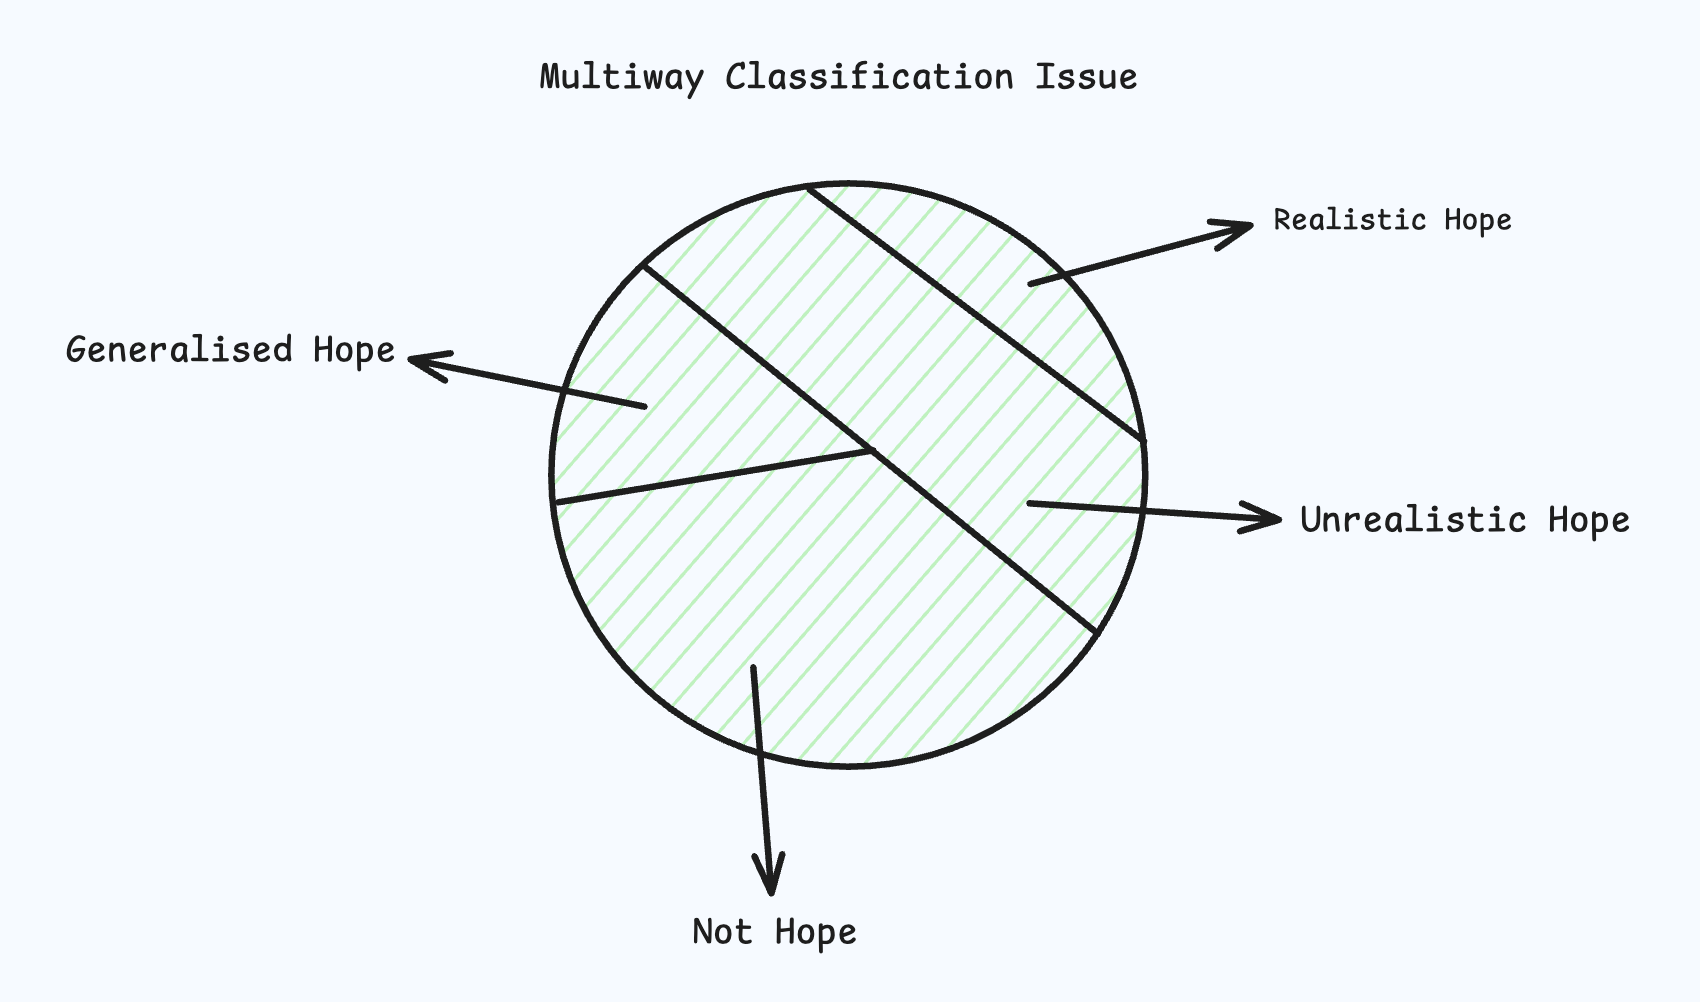 Multiway Classification Issue
Realistic Hope
Generalised Hope
Unrealistic Hope
Not Hope